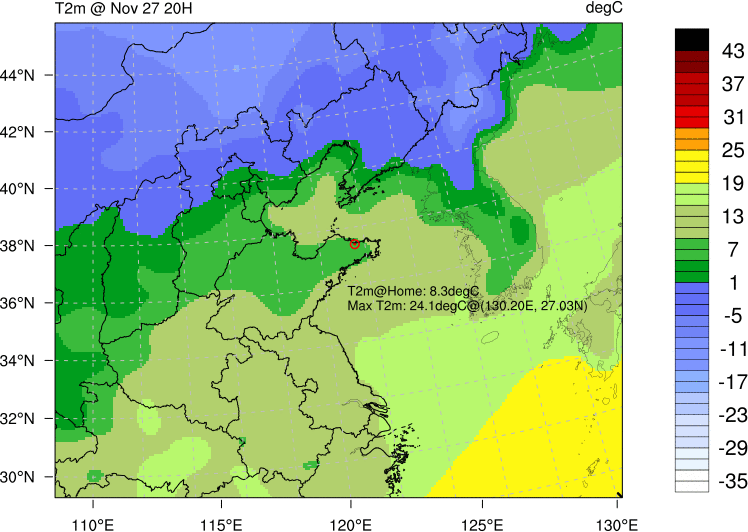 T2m @ Nov 27 20H
degC
44°N
42°N
40°N
38°N
36°N
34°N
32°N
30°N
T2m@Home: 8.3degC
Max T2m: 24.1degC@(130.20E, 27.03N)
110°E
115°E
120°E
125°E
130°E
43
37
31
25
19
13
7
1
-5
-11
-17
-23
-29
-35